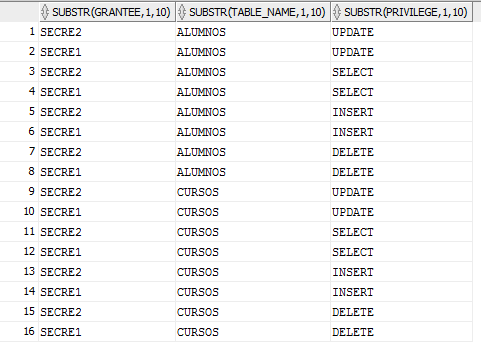 SUBSTR(GRANTEE,1,10) SUBSTR(TABLE_NAME,1,10) SUBSTR(PRIVILEGE,1,10)
1 SECRE2 ALUMNOS UPDATE
2 SECRE1 ALUMNOS UPDATE
3 SECRE2 ALUMNOS SELECT
4 SECRE1 ALUMNOS SELECT
5 SECRE2 ALUMNOS INSERT
6 SECRE1 ALUMNOS INSERT
7 SECRE2 ALUMNOS DELETE
8 SECRE1 ALUMNOS DELETE
9 SECRE2 CURSOS UPDATE
10 SECRE1 CURSOS UPDATE
11 SECRE2 CURSOS SELECT
12 SECRE1 CURSOS SELECT
13 SECRE2 CURSOS INSERT
14 SECRE1 CURSOS INSERT
15 SECRE2 CURSOS DELETE
16 SECRE1 CURSOS DELETE